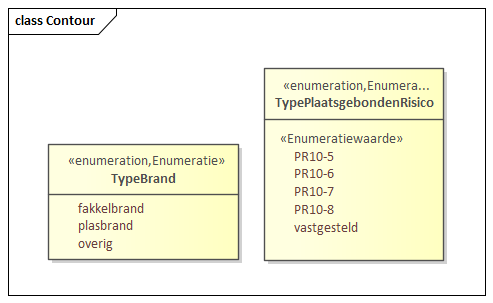 class Contour
«enumeration,Enumera...
TypePlaatsgebondenRisico
«Enumeratiewaarde»
PR10-5
PR10-6
PR10-7
PR10-8
vastgesteld
«enumeration,Enumeratie»
TypeBrand
fakkelbrand
plasbrand
overig